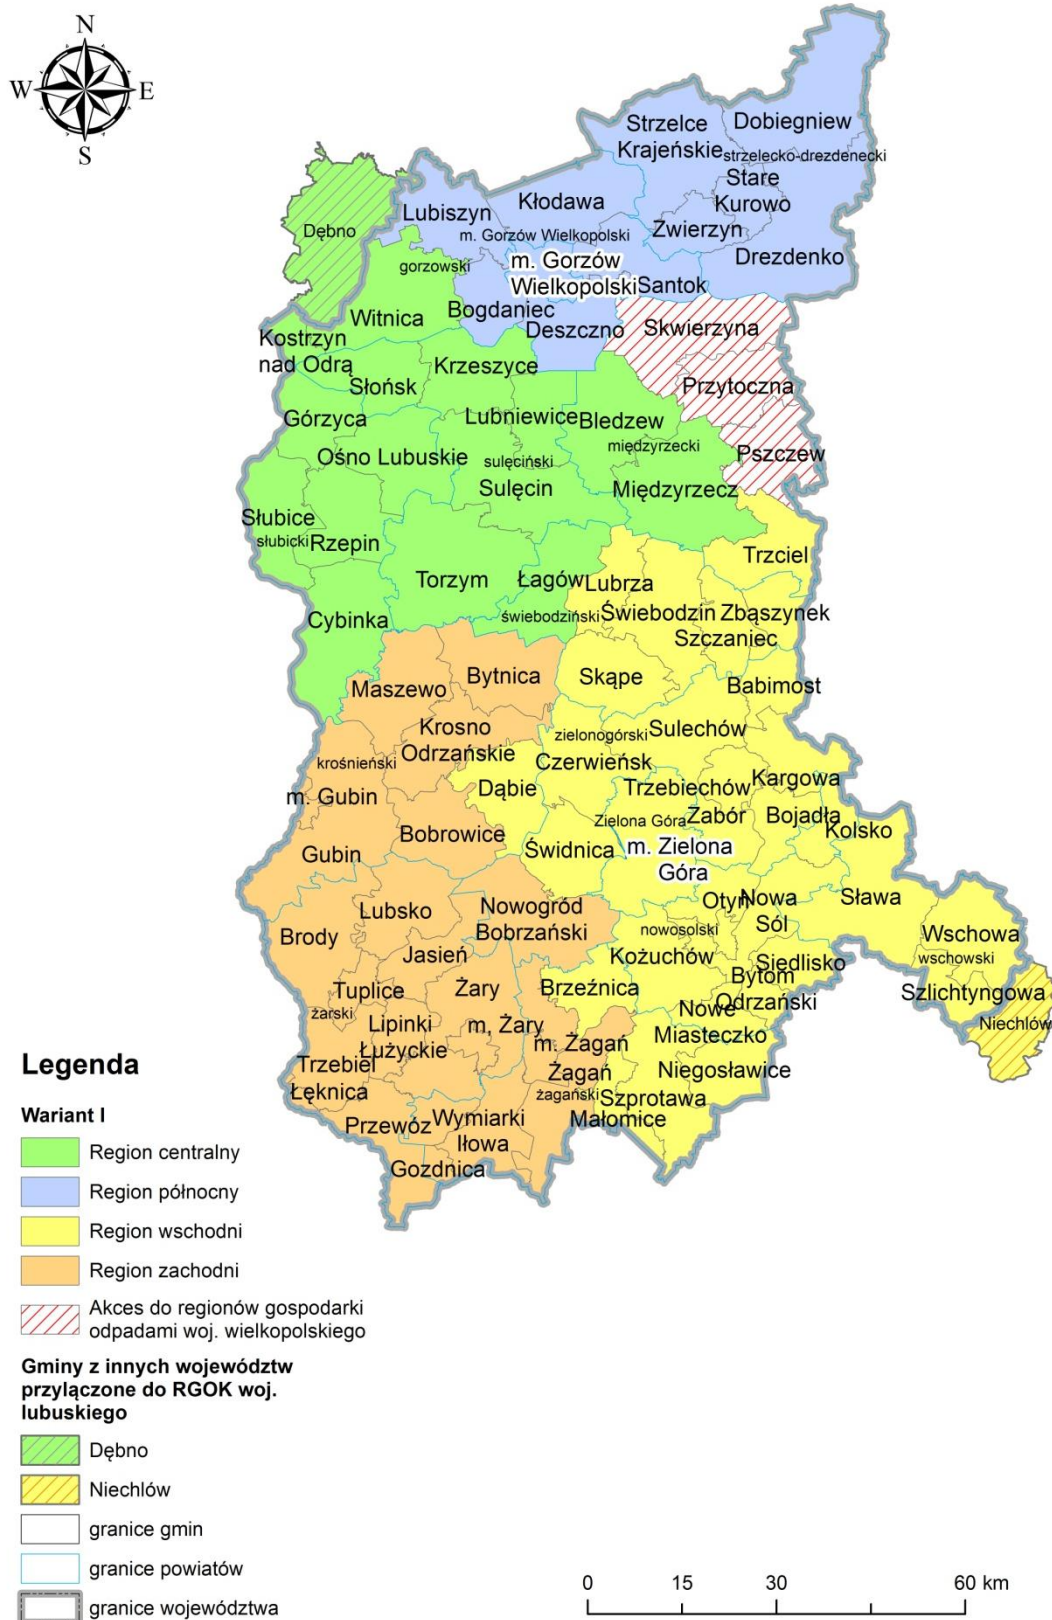 N
W
E
S
Strzelce
Krajeńskie
Dobiegniew
strzelecko-drezdenecki
Stare
Kurowo
Kłodawa
Lubiszyn
Dębno
m. Gorzów Wielkopolski
Zwierzyn
gorzowski
m. Gorzów
Wielkopolski
Drezdenko
Santok
Bogdaniec
Witnica
Deszczno
Skwierzyna
Kostrzyn
nad Odrą
Krzeszyce
Słońsk
Przytoczna
Górzyca
Lubniewice
Bledzew
międzyrzecki
Pszczew
Ośno Lubuskie
sulęciński
Sulęcin
Międzyrzecz
Słubice
słubicki
Rzepin
Trzciel
Torzym
Łagów
Lubrza
świebodziński
Świebodzin
Zbąszynek
Szczaniec
Cybinka
Bytnica
Skąpe
Babimost
Maszewo
Krosno
Odrzańskie
zielonogórski
Sulechów
krośnieński
Czerwieńsk
Kargowa
Dąbie
Trzebiechów
m. Gubin
Zielona Góra
Zabór
Bojadła
Kolsko
Bobrowice
Świdnica
m. Zielona
Góra
Gubin
Otyń
Nowa
Sól
Sława
Lubsko
Nowogród
Bobrzański
nowosolski
Wschowa
Brody
Jasień
Kożuchów
Siedlisko
wschowski
Tuplice
Żary
Brzeźnica
Bytom
Odrzański
Szlichtyngowa
żarski
Lipinki
Łużyckie
m, Żary
m. Żagań
Nowe
Miasteczko
Niechlów
Trzebiel
Żagań
Niegosławice
Łęknica
żagański
Szprotawa
Przewóz
Wymiarki
Małomice
Iłowa
Gozdnica
Legenda
Wariant I
Region centralny
Region północny
Region wschodni
Region zachodni
Akces do regionów gospodarki
odpadami woj. wielkopolskiego
Gminy z innych województw
przyłączone do RGOK woj.
lubuskiego
Dębno
Niechlów
granice gmin
granice powiatów
granice województwa
0 15 30 60 km